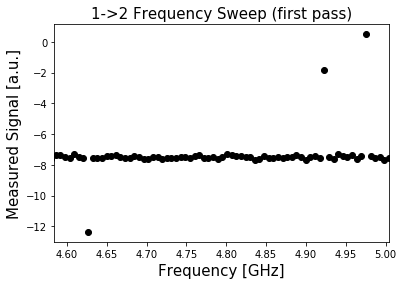 1->2 Frequency Sweep (first pass)
Measured Signal [a.u.]
0
−2
−4
−6
−8
−10
−12
4.60 4.65 4.70 4.75 4.80 4.85 4.90 4.95 5.00
Frequency [GHz]